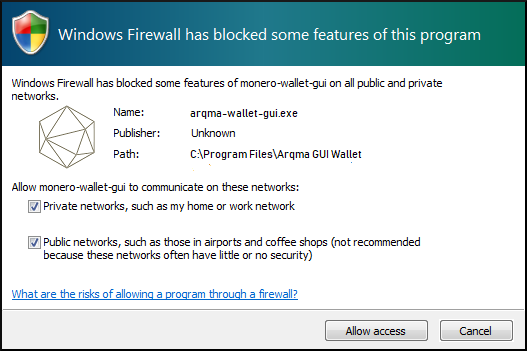 Windows Firewall has blocked some features of this program
Windows Firewall has blocked some features of monero-wallet-gui on all public and private
networks.
Name: arqma-wallet-gui.exe
Publisher: Unknown
Path: C:\Program Files\Arqma GUI Wallet
Allow monero-wallet-gui to communicate on these networks:
Private networks, such as my home or work network
Public networks, such as those in airports and coffee shops (not recommended
because these networks often have little or no security)
What are the risks of allowing a program through a firewall?
Allow access Cancel